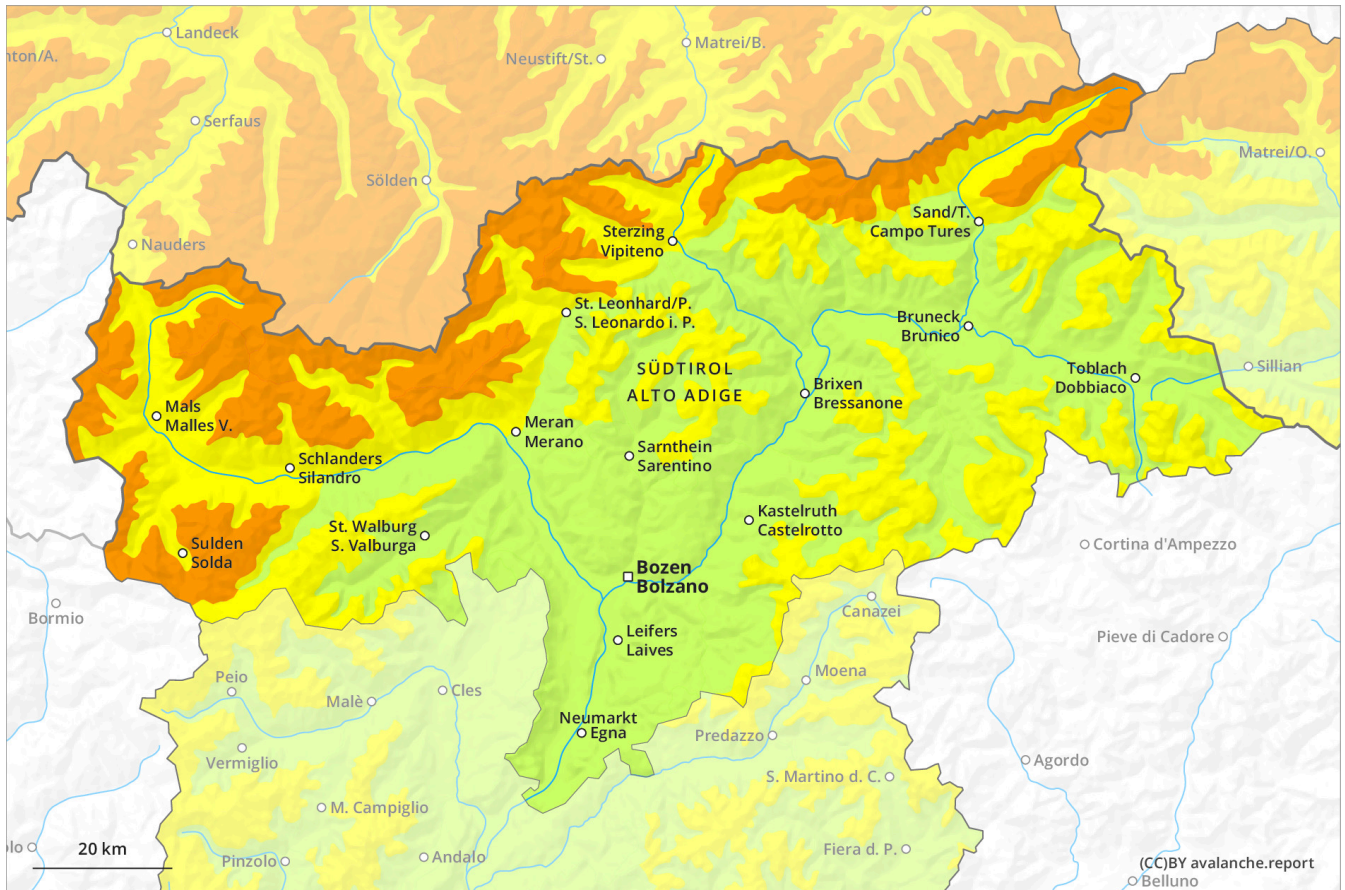 Landeck
Matrei/B.
nton/A.
Neustift/St.
Serfaus
Matrei/O.
Sölden
Sand/T.
Campo Tures
Sterzing
Vipiteno
Nauders
St. Leonhard/P.
S. Leonardo i. P.
Bruneck
Brunico
SÜDTIROL
ALTO ADIGE
Sillian
Toblach
Dobbiaco
Brixen
Bressanone
Mals
Malles V.
Meran
Merano
Schlanders
Silandro
Sarnthein
Sarentino
Kastelruth
Castelrotto
St. Walburg
S. Valburga
Sulden
Solda
Cortina d'Ampezzo
Bozen
Bolzano
Bormio
Canazei
Leifers
Laives
Pieve di Cadore
Peio
Moena
Malè
Cles
Neumarkt
Egna
Predazzo
Vermiglio
Agordo
S. Martino d. C.
M. Campiglio
olo
20 km
Pinzolo
Andalo
Fiera d. P.
(CC)BY avalanche.report
Belluno